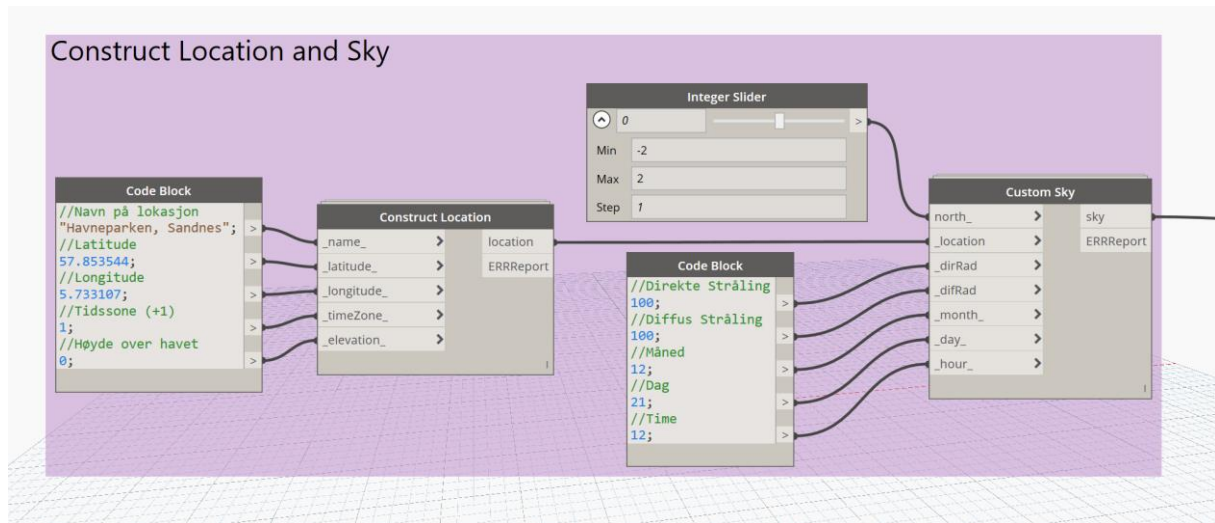 Construct Location and Sky
Integer Slider
0
>
Min -2
Max 2
Step 1
Code Block
//Navn på lokasjon
"Havneparken, Sandnes"; >
//Latitude
57.853544; >
//Longitude
5.733107; >
//Tidssone (+1)
1; >
//Høyde over havet
0; >
Construct Location
_name_ > location
_latitude_ > ERRReport
_longitude_ >
_timeZone_ >
_elevation_ >
l
Code Block
//Direkte Stråling
100; >
//Diffus Stråling
100; >
//Måned
12; >
//Dag
21; >
//Time
12; >
Custom Sky
north_ > sky
_location > ERRReport
_dirRad >
_difRad >
_month_ >
_day_ >
_hour_ >
l